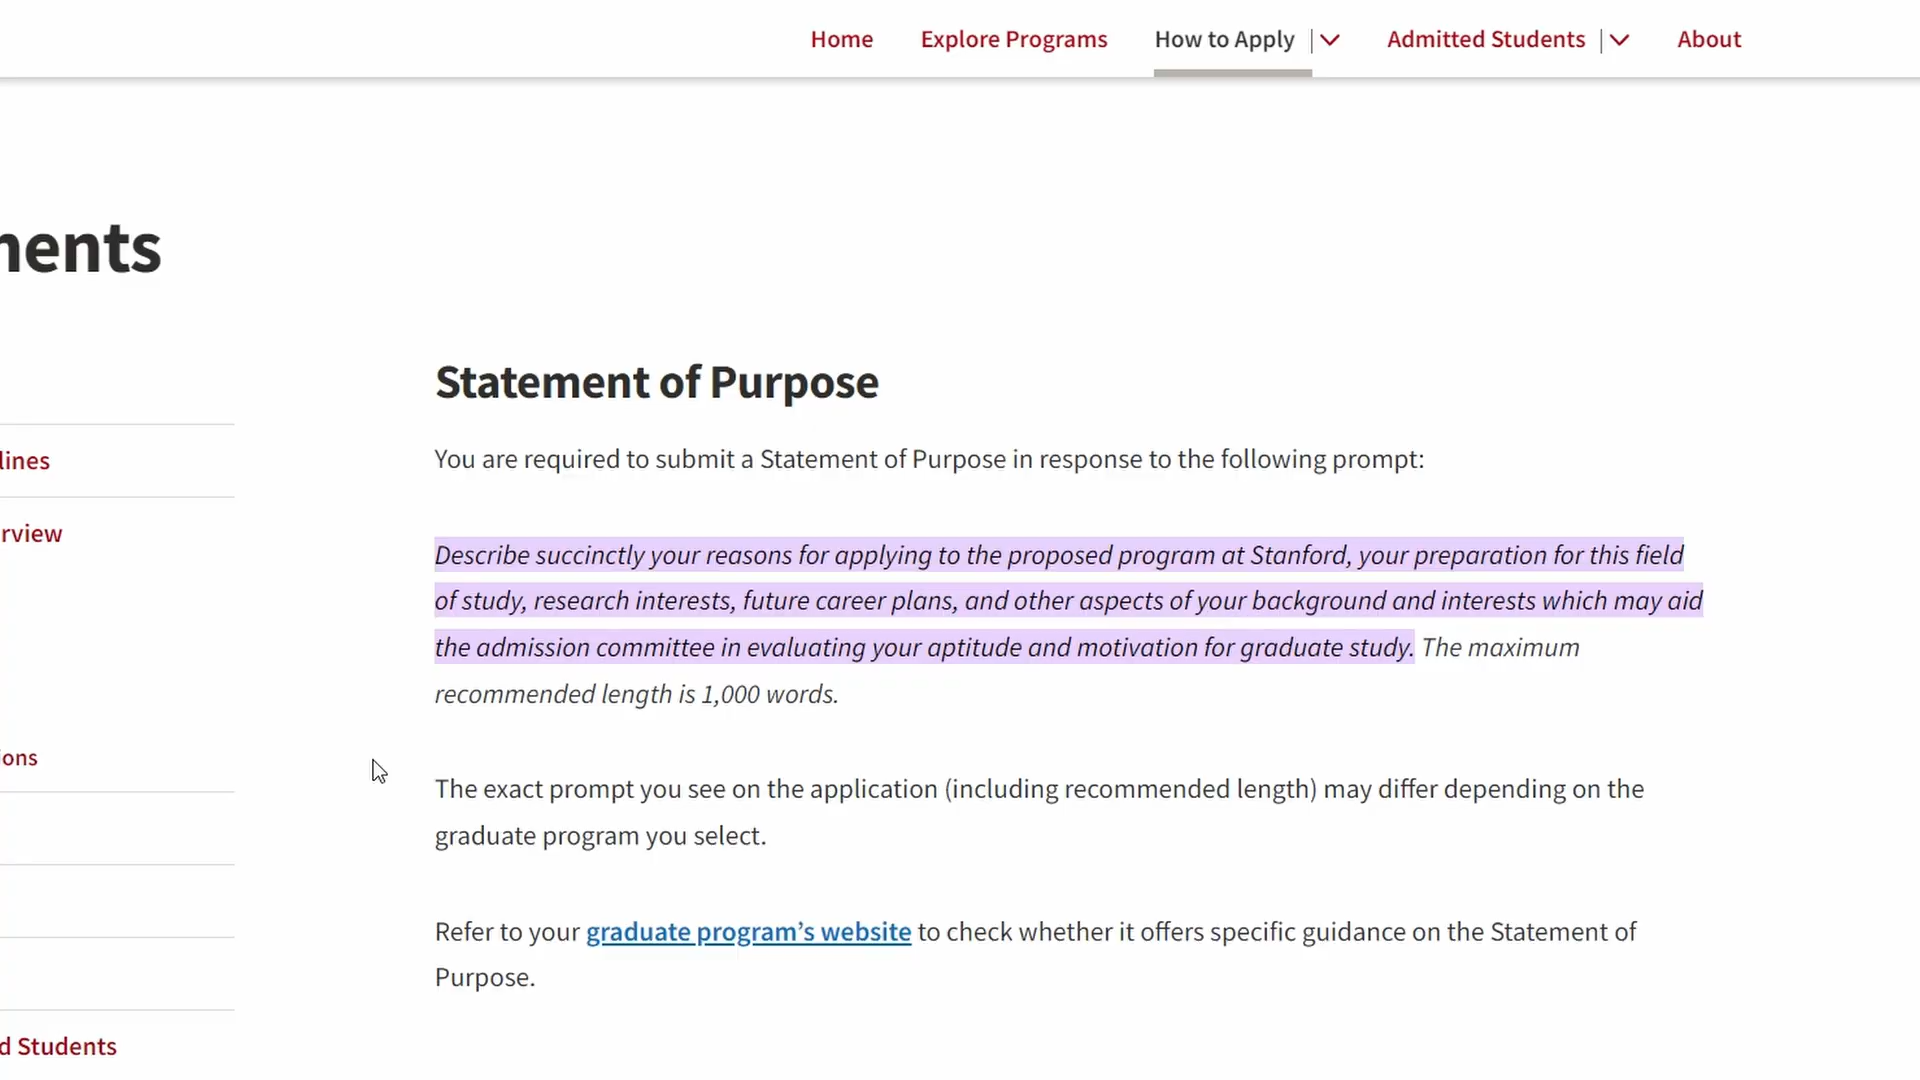 Home Explore Programs How to Apply Admitted Students About
ments
Statement of Purpose
You are required to submit a Statement of Purpose in response to the following prompt:
lines
rview
Describe succinctly your reasons for applying to the proposed program at Stanford, your preparation for this field
of study, research interests, future career plans, and other aspects of your background and interests which may aid
the admission committee in evaluating your aptitude and motivation for graduate study. The maximum
recommended length is 1,000 words.
ions
The exact prompt you see on the application (including recommended length) may differ depending on the
graduate program you select.
Refer to your graduate program’s website to check whether it offers specific guidance on the Statement of
Purpose.
d Students